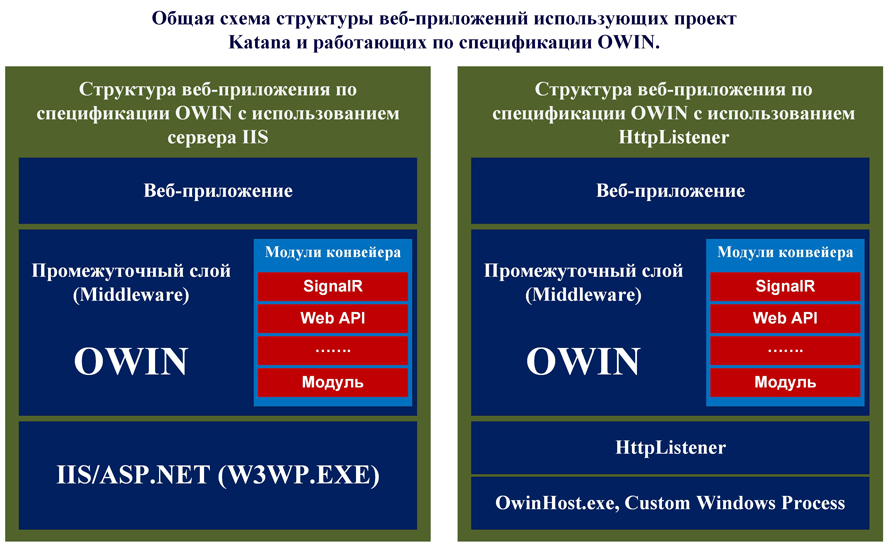 Общая схема структуры веб-приложений использующих проект
Katana и работающих по спецификации OWIN.
Структура веб-приложения по
спецификации OWIN с использованием
сервера IIS
Веб-приложение
Промежуточный слой
(Middleware)
OWIN
Модули конвейера
SignalR
Web API
.......
Модуль
IIS/ASP.NET (W3WP.EXE)
Структура веб-приложения по
спецификации OWIN с использованием
HttpListener
Веб-приложение
Промежуточный слой
(Middleware)
OWIN
Модули конвейера
SignalR
Web API
.......
Модуль
HttpListener
OwinHost.exe, Custom Windows Process